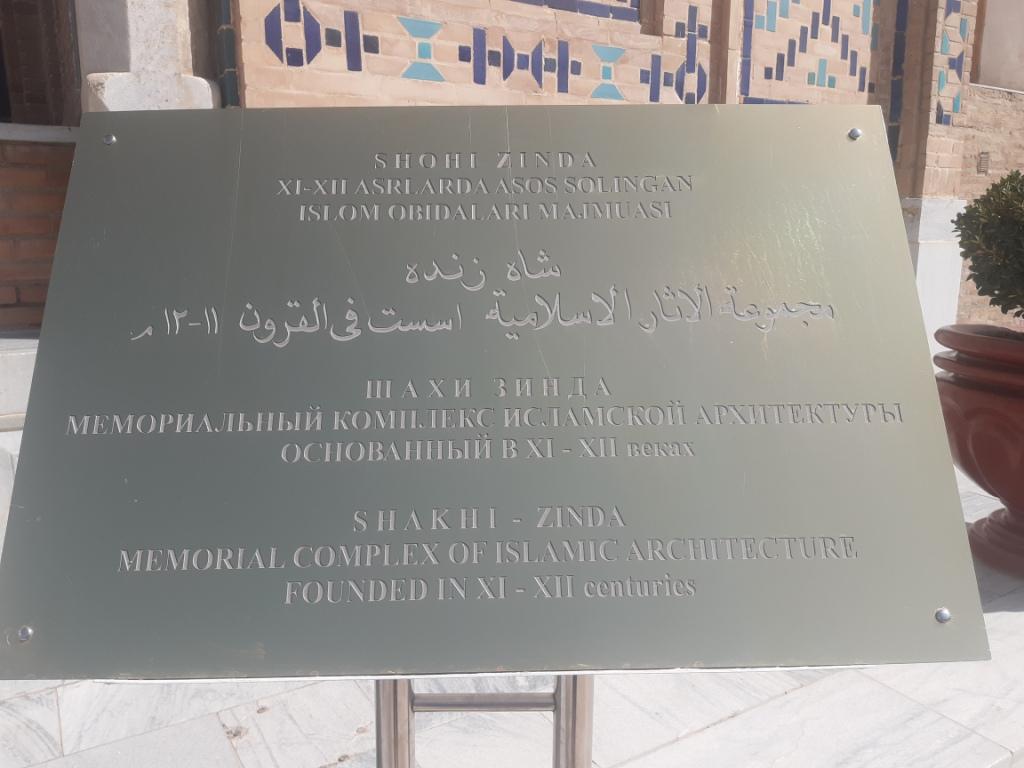 SHOHI ZINDA
XI-XII ASRLARDA ASOS SOLINGAN
ISLOM OBIDALARI MAJMUASI
شاه زنده
مجموعة الاثار الاسلامية اسست فى القرون ١١-١٢ م
ШАХИ ЗИНДА
МЕМОРИАЛЬНЫЙ КОМПЛЕКС ИСЛАМСКОЙ АРХИТЕКТУРЫ
ОСНОВАННЫЙ В XI - XII веках
SHAKHI - ZINDA
MEMORIAL COMPLEX OF ISLAMIC ARCHITECTURE
FOUNDED IN XI - XII centuries